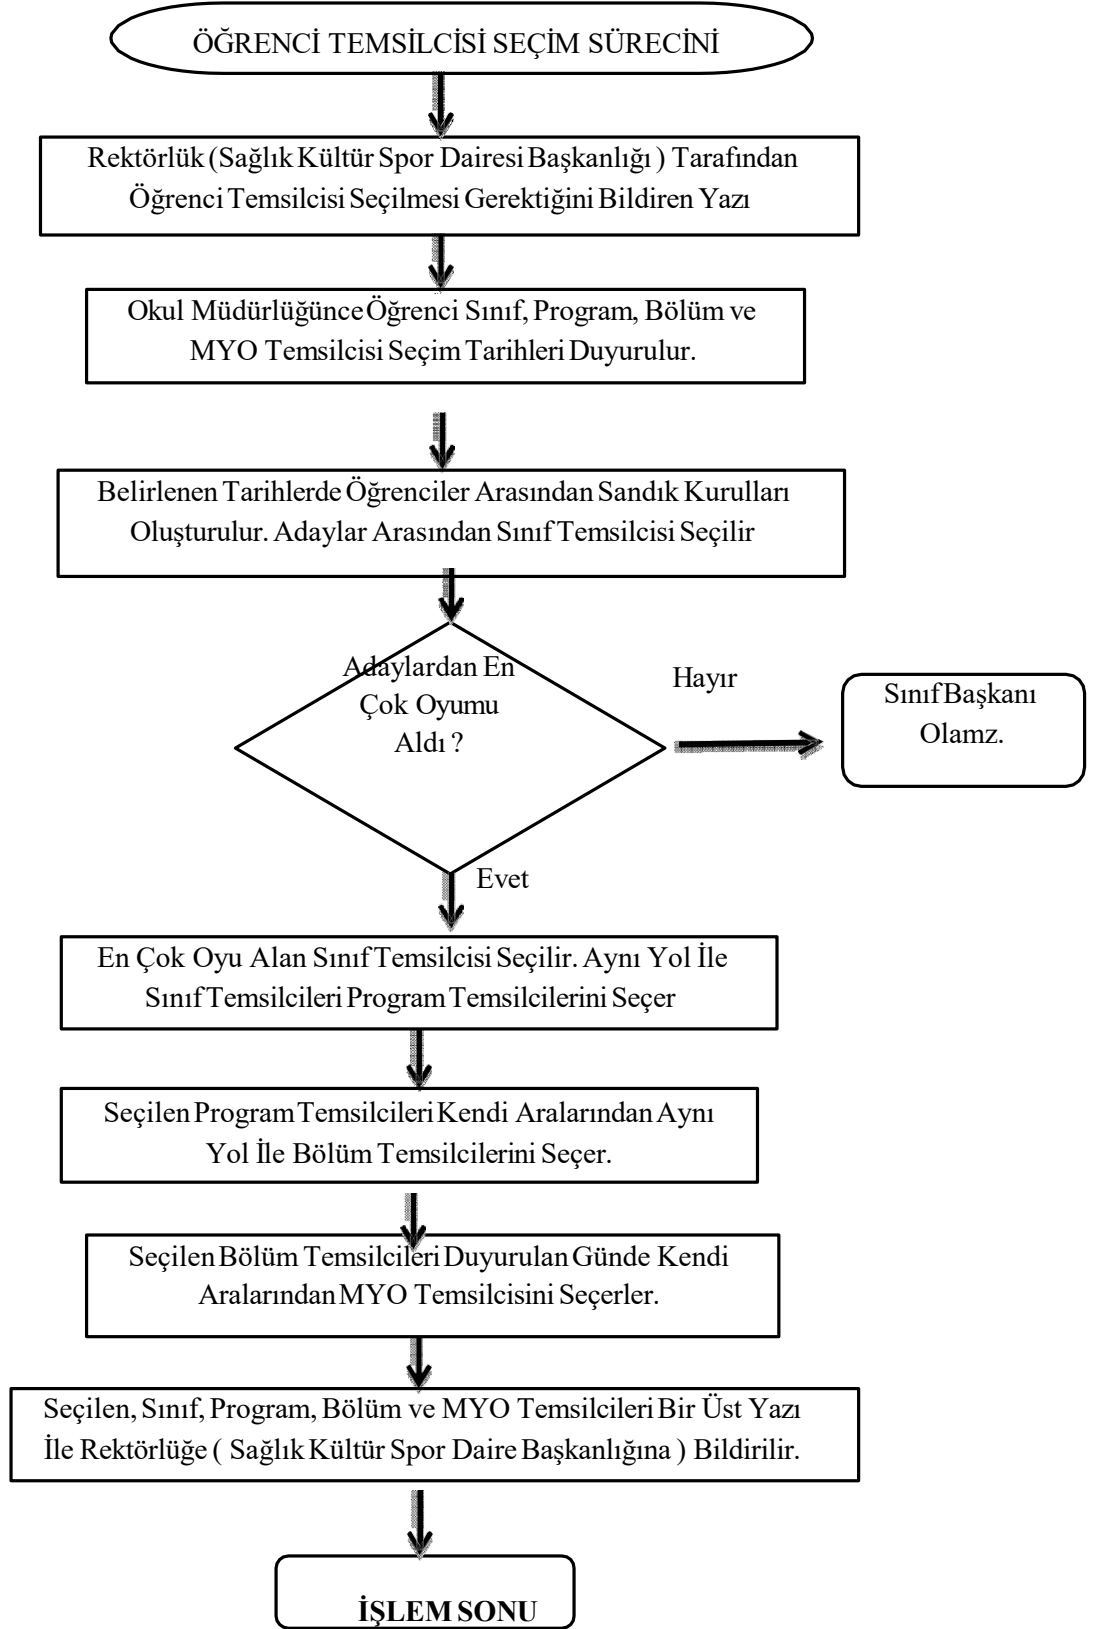 ÖĞRENCİ TEMSİLCİSİ SEÇİM SÜRECİNİ
Rektörlük (Sağlık Kültür Spor Dairesi Başkanlığı ) Tarafından
Öğrenci Temsilcisi Seçilmesi Gerektiğini Bildiren Yazı
Okul Müdürlüğünce Öğrenci Sınıf, Program, Bölüm ve
MYO Temsilcisi Seçim Tarihleri Duyurulur.
Belirlenen Tarihlerde Öğrenciler Arasından Sandık Kurulları
Oluşturulur. Adaylar Arasından Sınıf Temsilcisi Seçilir
Adaylardan En
Çok Oyumu
Aldı ?
Hayır
Sınıf Başkanı
Olamz.
Evet
En Çok Oyu Alan Sınıf Temsilcisi Seçilir. Aynı Yol İle
Sınıf Temsilcileri Program Temsilcilerini Seçer
Seçilen Program Temsilcileri Kendi Aralarından Aynı
Yol İle Bölüm Temsilcilerini Seçer.
Seçilen Bölüm Temsilcileri Duyurulan Günde Kendi
Aralarından MYO Temsilcisini Seçerler.
Seçilen, Sınıf, Program, Bölüm ve MYO Temsilcileri Bir Üst Yazı
İle Rektörlüğe ( Sağlık Kültür Spor Daire Başkanlığına ) Bildirilir.
İŞLEM SONU